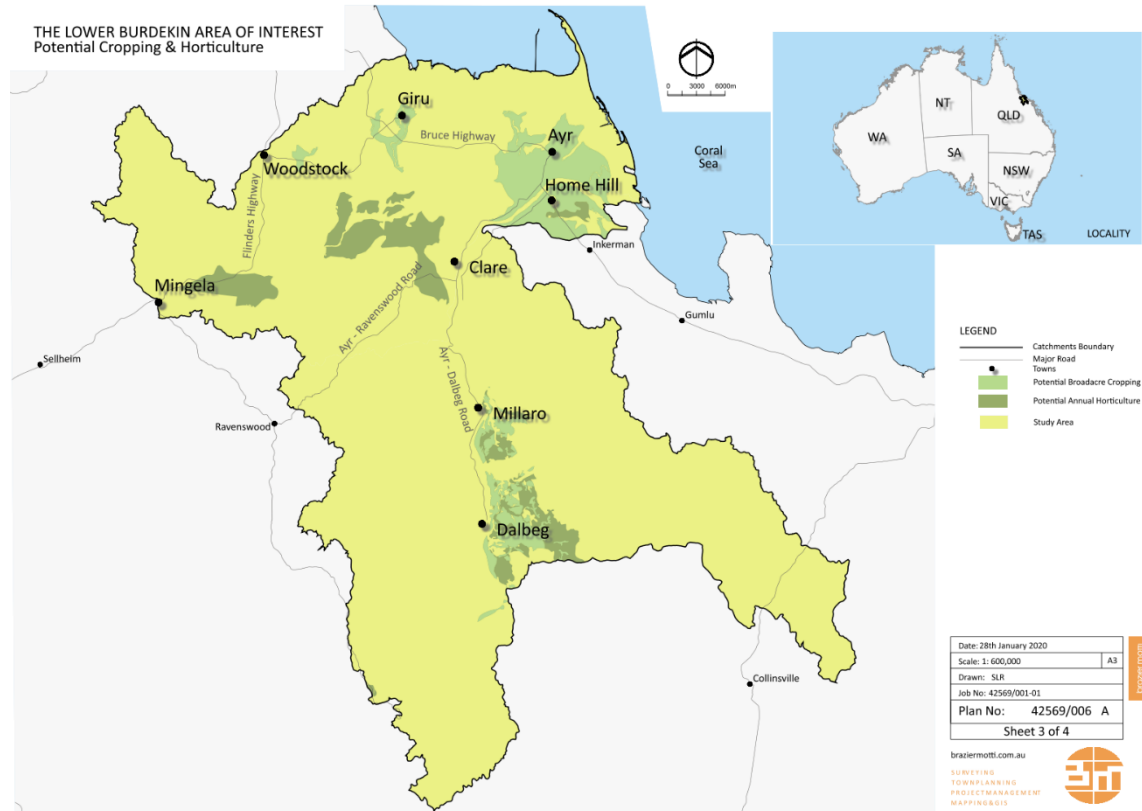 THE LOWER BURDEKIN AREA OF INTEREST
Potential Cropping & Horticulture
0 3000 6000m
Giru
Bruce Highway
Ayr
Woodstock
Home Hill
Flinders Highway
Inkerman
Clare
Mingela
Ayr - Ravenswood Road
Gumlu
Sellheim
Ayr - Dalbeg Road
Millaro
Ravenswood
Dalbeg
Collinsville
Coral
Sea
NT
QLD
WA
SA
NSW
VIC
TAS
LOCALITY
LEGEND
Catchments Boundary
Major Road
Towns
Potential Broadacre Cropping
Potential Annual Horticulture
Study Area
Date: 28th January 2020
Scale: 1: 600,000 A3
Drawn: SLR
Job No: 42569/001-01
Plan No: 42569/006 A
Sheet 3 of 4
braziermotti.com.au
SURVEYING
TOWNPLANNING
PROJECTMANAGEMENT
MAPPING&GIS